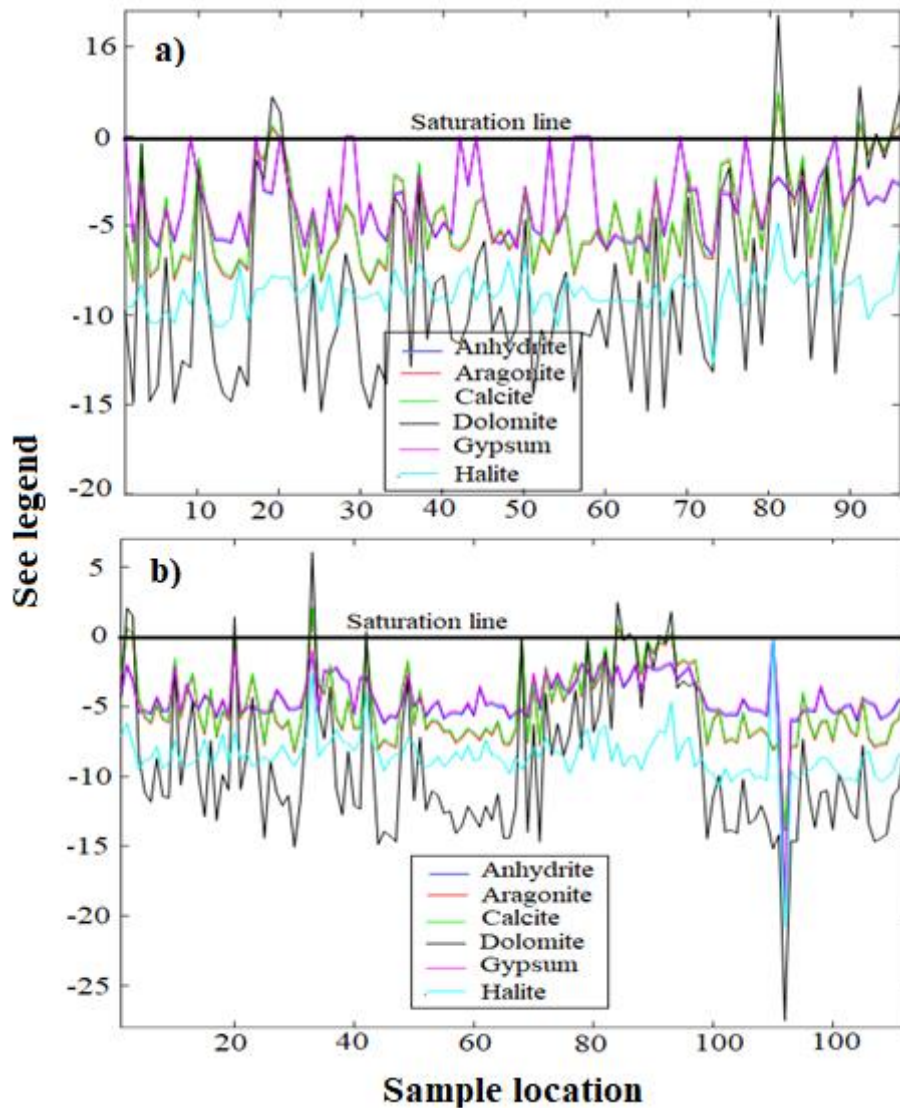 a)
16
0
-5
-10
-15
-20
Saturation line
Anhydrite
Aragonite
Calcite
Dolomite
Gypsum
Halite
10 20 30 40 50 60 70 80 90
See legend
b)
5
0
-5
-10
-15
-20
-25
Saturation line
Anhydrite
Aragonite
Calcite
Dolomite
Gypsum
Halite
20 40 60 80 100 100
Sample location